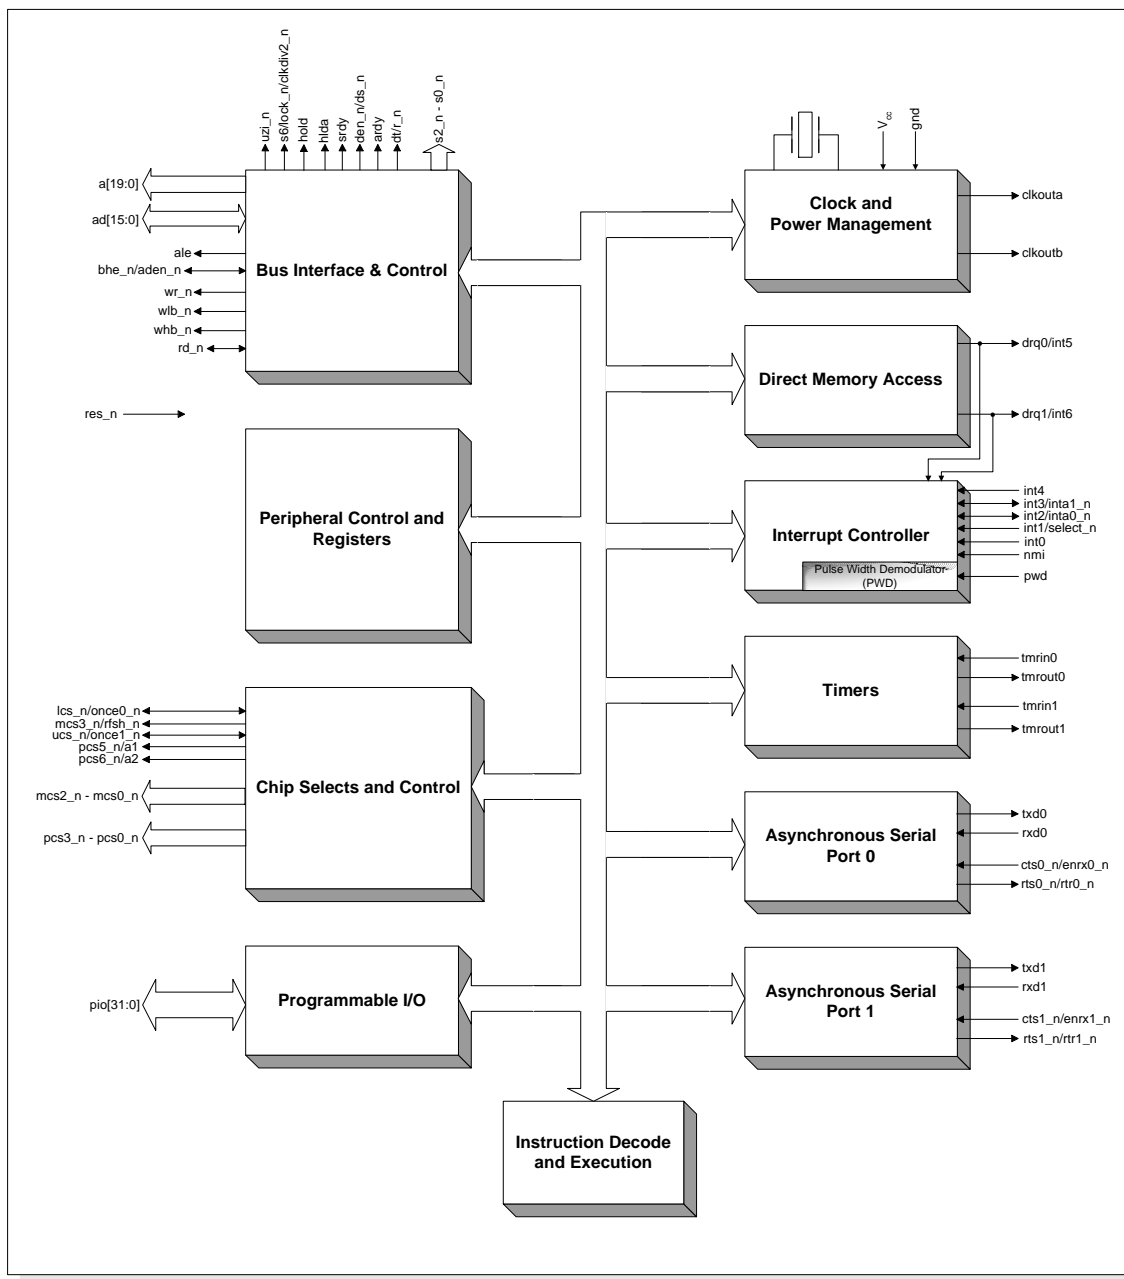 uzi_n
s6/lock_n/clkdiv2_n
hold
hlda
srdy
den_n/ds_n
ardy
dt/r_n
s2_n - s0_n
a[19:0]
ad[15:0]
ale
bhe_n/aden_n
wr_n
wlb_n
whb_n
rd_n
Bus Interface & Control
res_n
Peripheral Control and
Registers
lcs_n/once0_n
mcs3_n/rfsh_n
ucs_n/once1_n
pcs5_n/a1
pcs6_n/a2
mcs2_n - mcs0_n
pcs3_n - pcs0_n
Chip Selects and Control
pio[31:0]
Programmable I/O
Instruction Decode
and Execution
Vcc
gnd
Clock and
Power Management
clkouta
clkoutb
Direct Memory Access
drq0/int5
drq1/int6
Interrupt Controller
Pulse Width Demodulator
(PWD)
int4
int3/inta1_n
int2/inta0_n
int1/select_n
int0
nmi
pwd
Timers
tmrin0
tmrout0
tmrin1
tmrout1
Asynchronous Serial
Port 0
txd0
rxd0
cts0_n/enrx0_n
rts0_n/rtr0_n
Asynchronous Serial
Port 1
txd1
rxd1
cts1_n/enrx1_n
rts1_n/rtr1_n